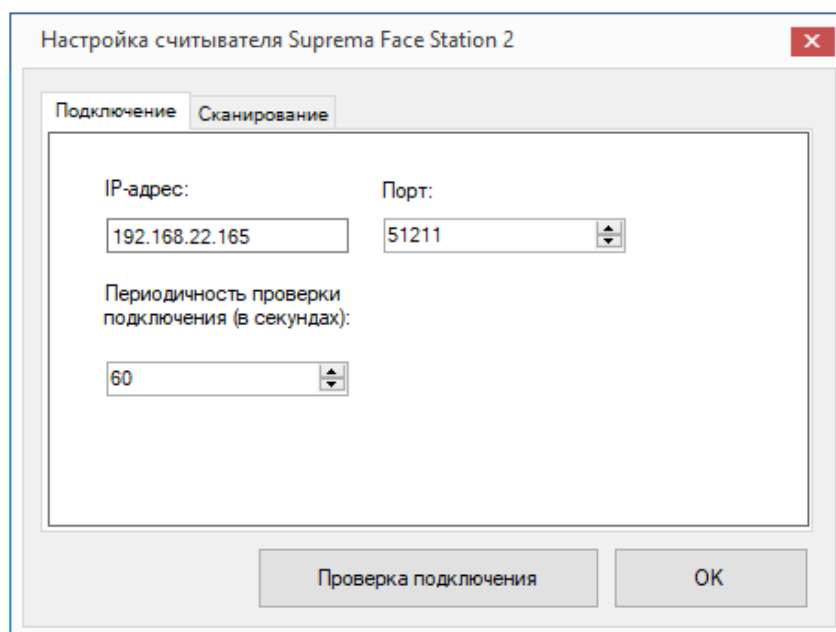 Настройка считывателя Suprema Face Station 2
Подключение Сканирование
IP-адрес: Порт:
192.168.22.165 51211
Периодичность проверки
подключения (в секундах):
60
Проверка подключения OK